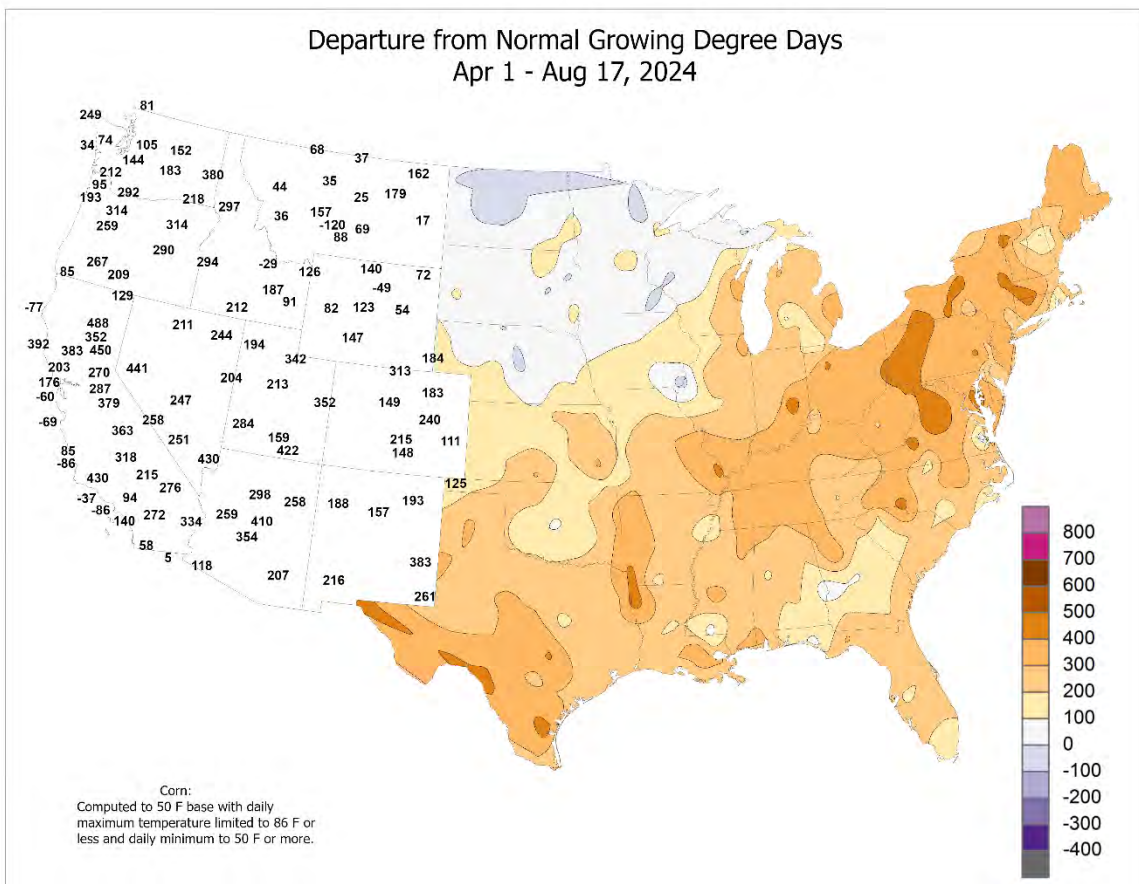 Departure from Normal Growing Degree Days
Apr 1 - Aug 17, 2024
81
249
34 74 105 152 68 37
144
212 183 380 162
95 44 35
193 292 218 297 25 179
314 36 157 17
259 314 -120 69
88
290
267 294 -29 140
85 209 126 72
-49
129 187
-77 91 82 123 54
212
488 211
392 352 244 147
383 450 194
203 441 342 184
270 313
176 204 213
-60 287 183
379 247 352 149
-69 258 284 240
363
251 159 215 111
85 422 148
-86 318 430
430 215 125
276
-37 94 298 258 188 193
-86 157
140 272 334 259 410
354
58
5 383
118 207 216
261
800
700
600
500
400
300
200
100
0
-100
-200
-300
-400
Corn:
Computed to 50 F base with daily
maximum temperature limited to 86 F or
less and daily minimum to 50 F or more.